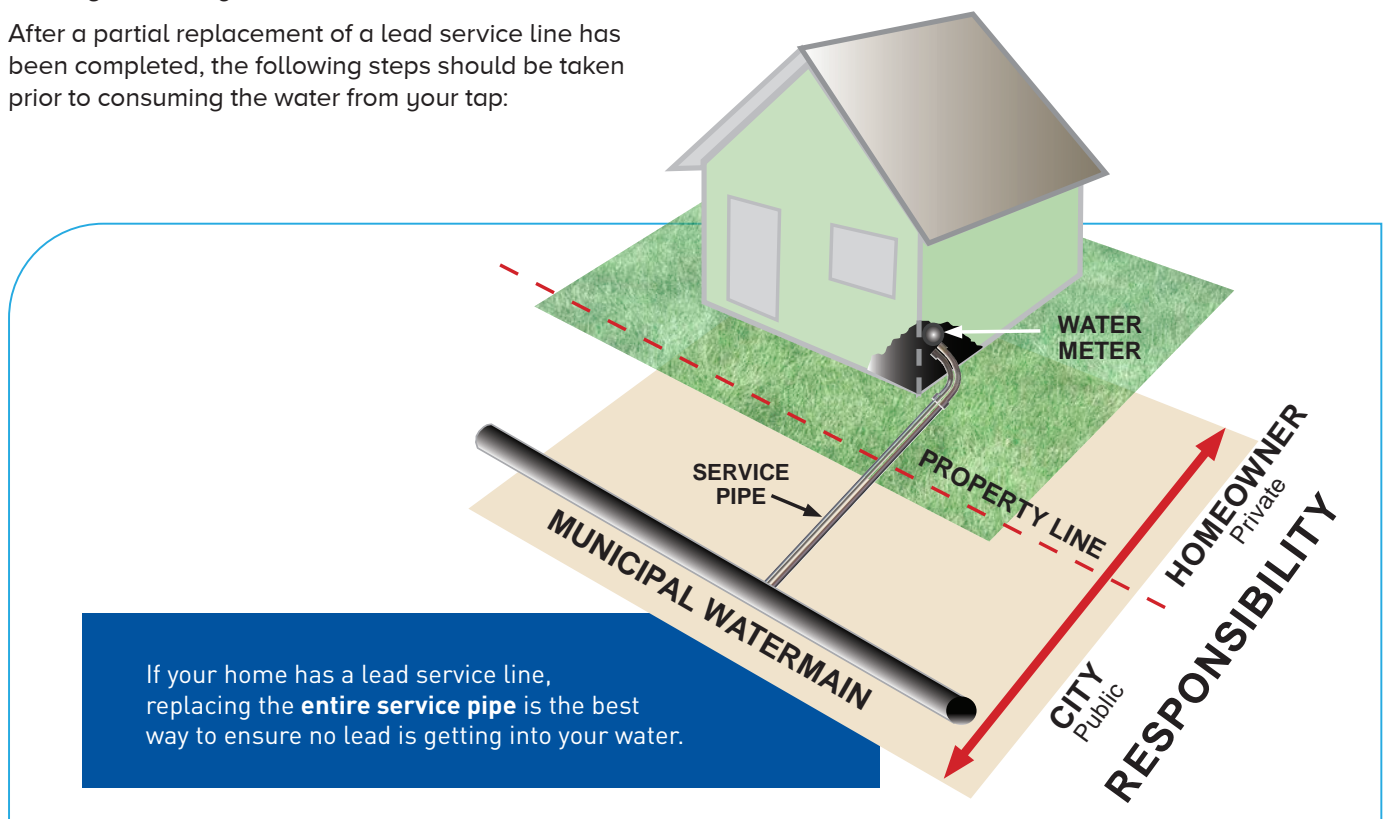 After a partial replacement of a lead service line has
been completed, the following steps should be taken
prior to consuming the water from your tap:
WATER
METER
SERVICE
PIPE
PROPERTY LINE
MUNICIPAL WATERMAIN
HOMEOWNER
Private
CITY
Public
RESPONSIBILITY
If your home has a lead service line,
replacing the entire service pipe is the best
way to ensure no lead is getting into your water.